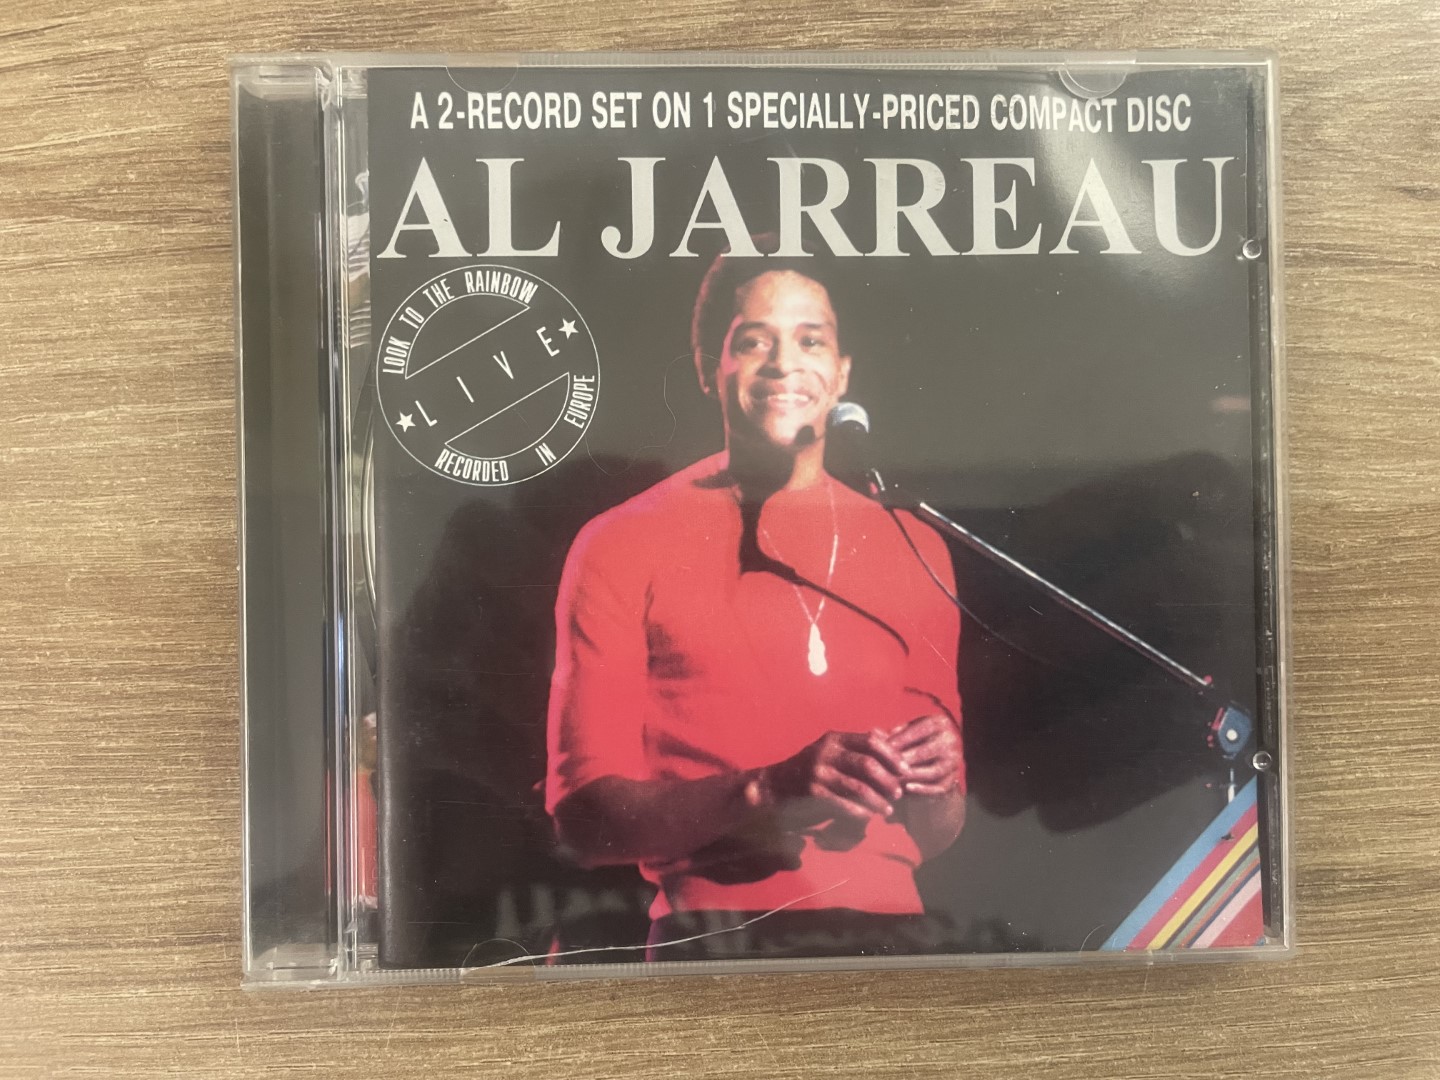 A 2-RECORD SET ON 1 SPECIALLY-PRICED COMPACT DISC
AL JARREAU
LOOK TO THE RAINBOW
LIVE
RECORDED IN EUROPE